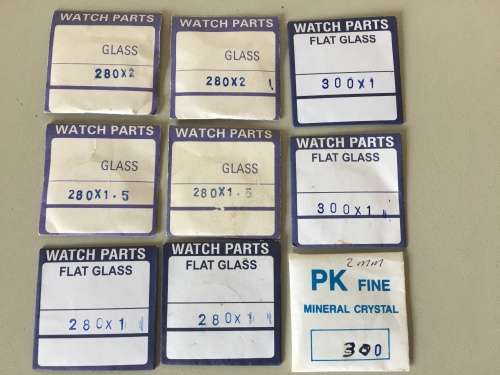 WATCH PARTS
GLASS
280X2
WATCH PARTS
GLASS
280X2
WATCH PARTS
FLAT GLASS
300X1
WATCH PARTS
GLASS
280X1.5
WATCH PARTS
GLASS
280X1.5
WATCH PARTS
FLAT GLASS
300X1
WATCH PARTS
FLAT GLASS
280X1
WATCH PARTS
FLAT GLASS
280X1
2mm
PK FINE
MINERAL CRYSTAL
300